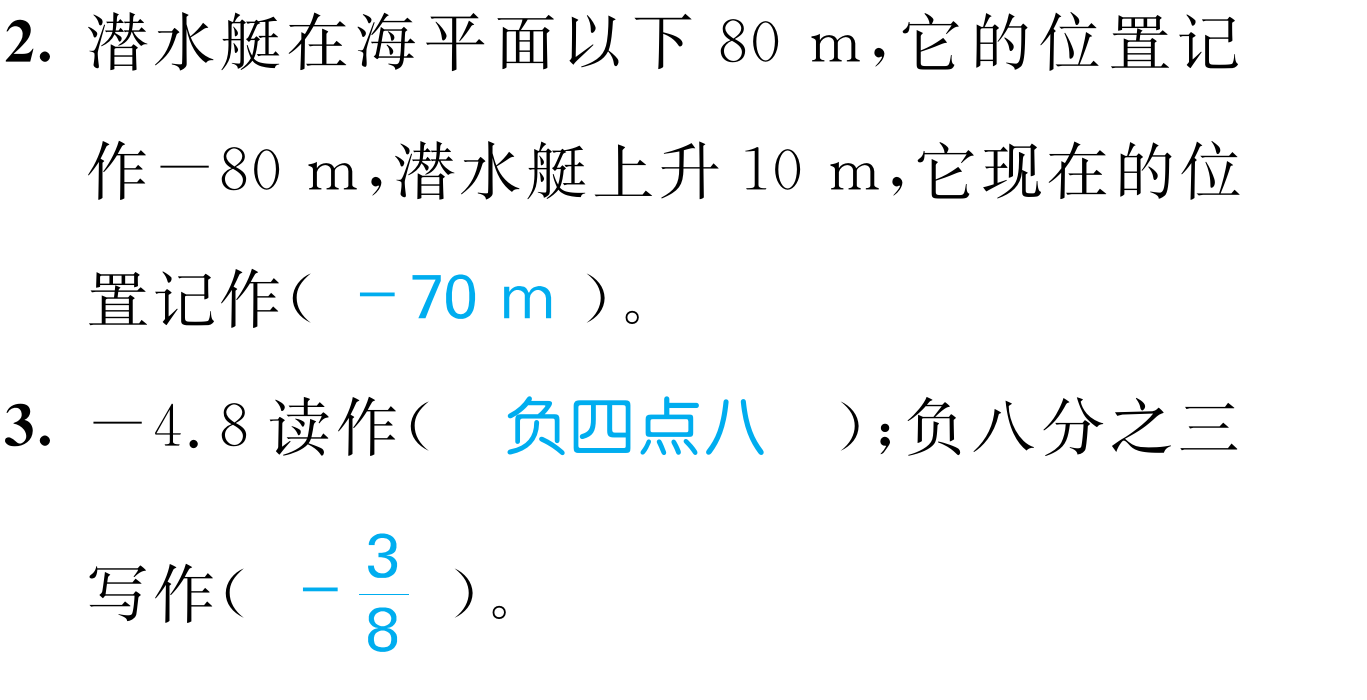 2. 潜水艇在海平面以下 80 m,它的位置记
作－80 m,潜水艇上升 10 m,它现在的位
置记作( －70 m )。
3. －4.8 读作( 负四点八 );负八分之三
写作( －3/8 )。